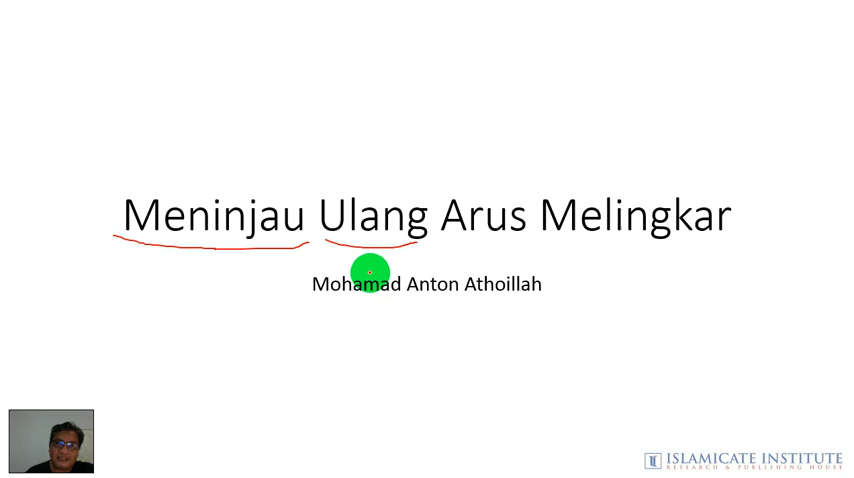 Meninjau Ulang Arus Melingkar
Mohamad Anton Athoillah
ISLAMICATE INSTITUTE
RESEARCH & PUBLISHING HOUSE